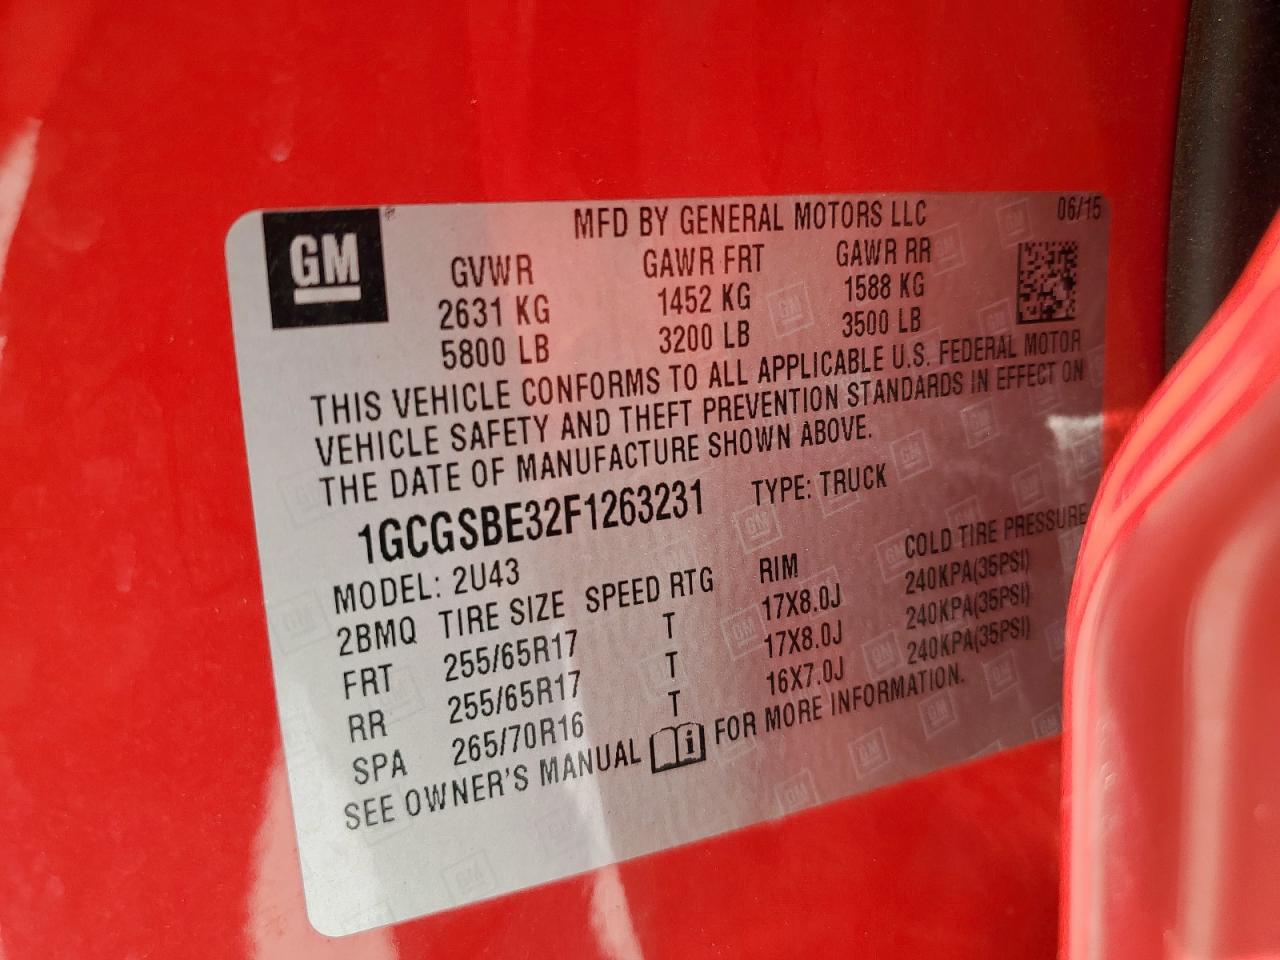 GM
MFD BY GENERAL MOTORS LLC 06/15
GVWR GAWR FRT GAWR RR
2631 KG 1452 KG 1588 KG
5800 LB 3200 LB 3500 LB
THIS VEHICLE CONFORMS TO ALL APPLICABLE U.S. FEDERAL MOTOR
VEHICLE SAFETY AND THEFT PREVENTION STANDARDS IN EFFECT ON
THE DATE OF MANUFACTURE SHOWN ABOVE.
1GCGSBE32F1263231 TYPE: TRUCK
MODEL: 2U43
2BMQ TIRE SIZE SPEED RTG RIM COLD TIRE PRESSURE
FRT 255/65R17 T 17X8.0J 240KPA(35PSI)
RR 255/65R17 T 17X8.0J 240KPA(35PSI)
SPA 265/70R16 T 16X7.0J 240KPA(35PSI)
SEE OWNER'S MANUAL FOR MORE INFORMATION.